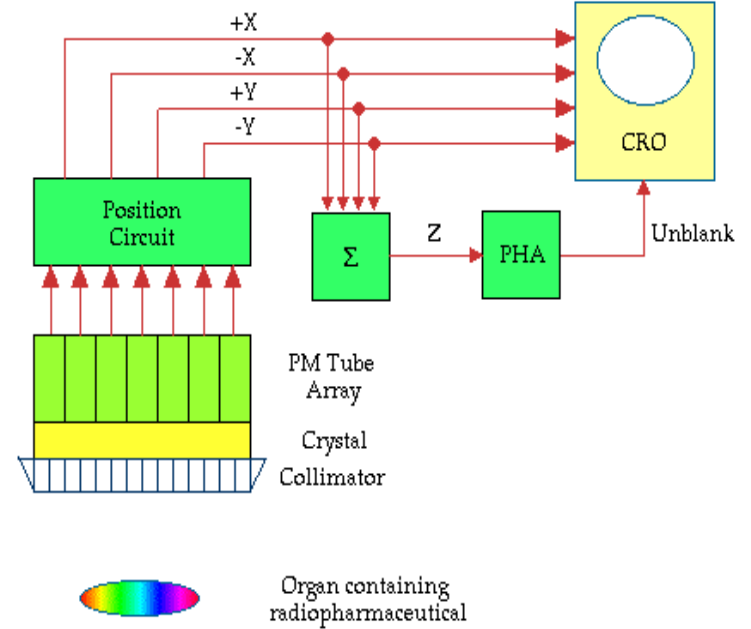 +X
-X
+Y
-Y
CRO
Position
Circuit
Σ
Z
PHA
Unblank
PM Tube
Array
Crystal
Collimator
Organ containing
radiopharmaceutical